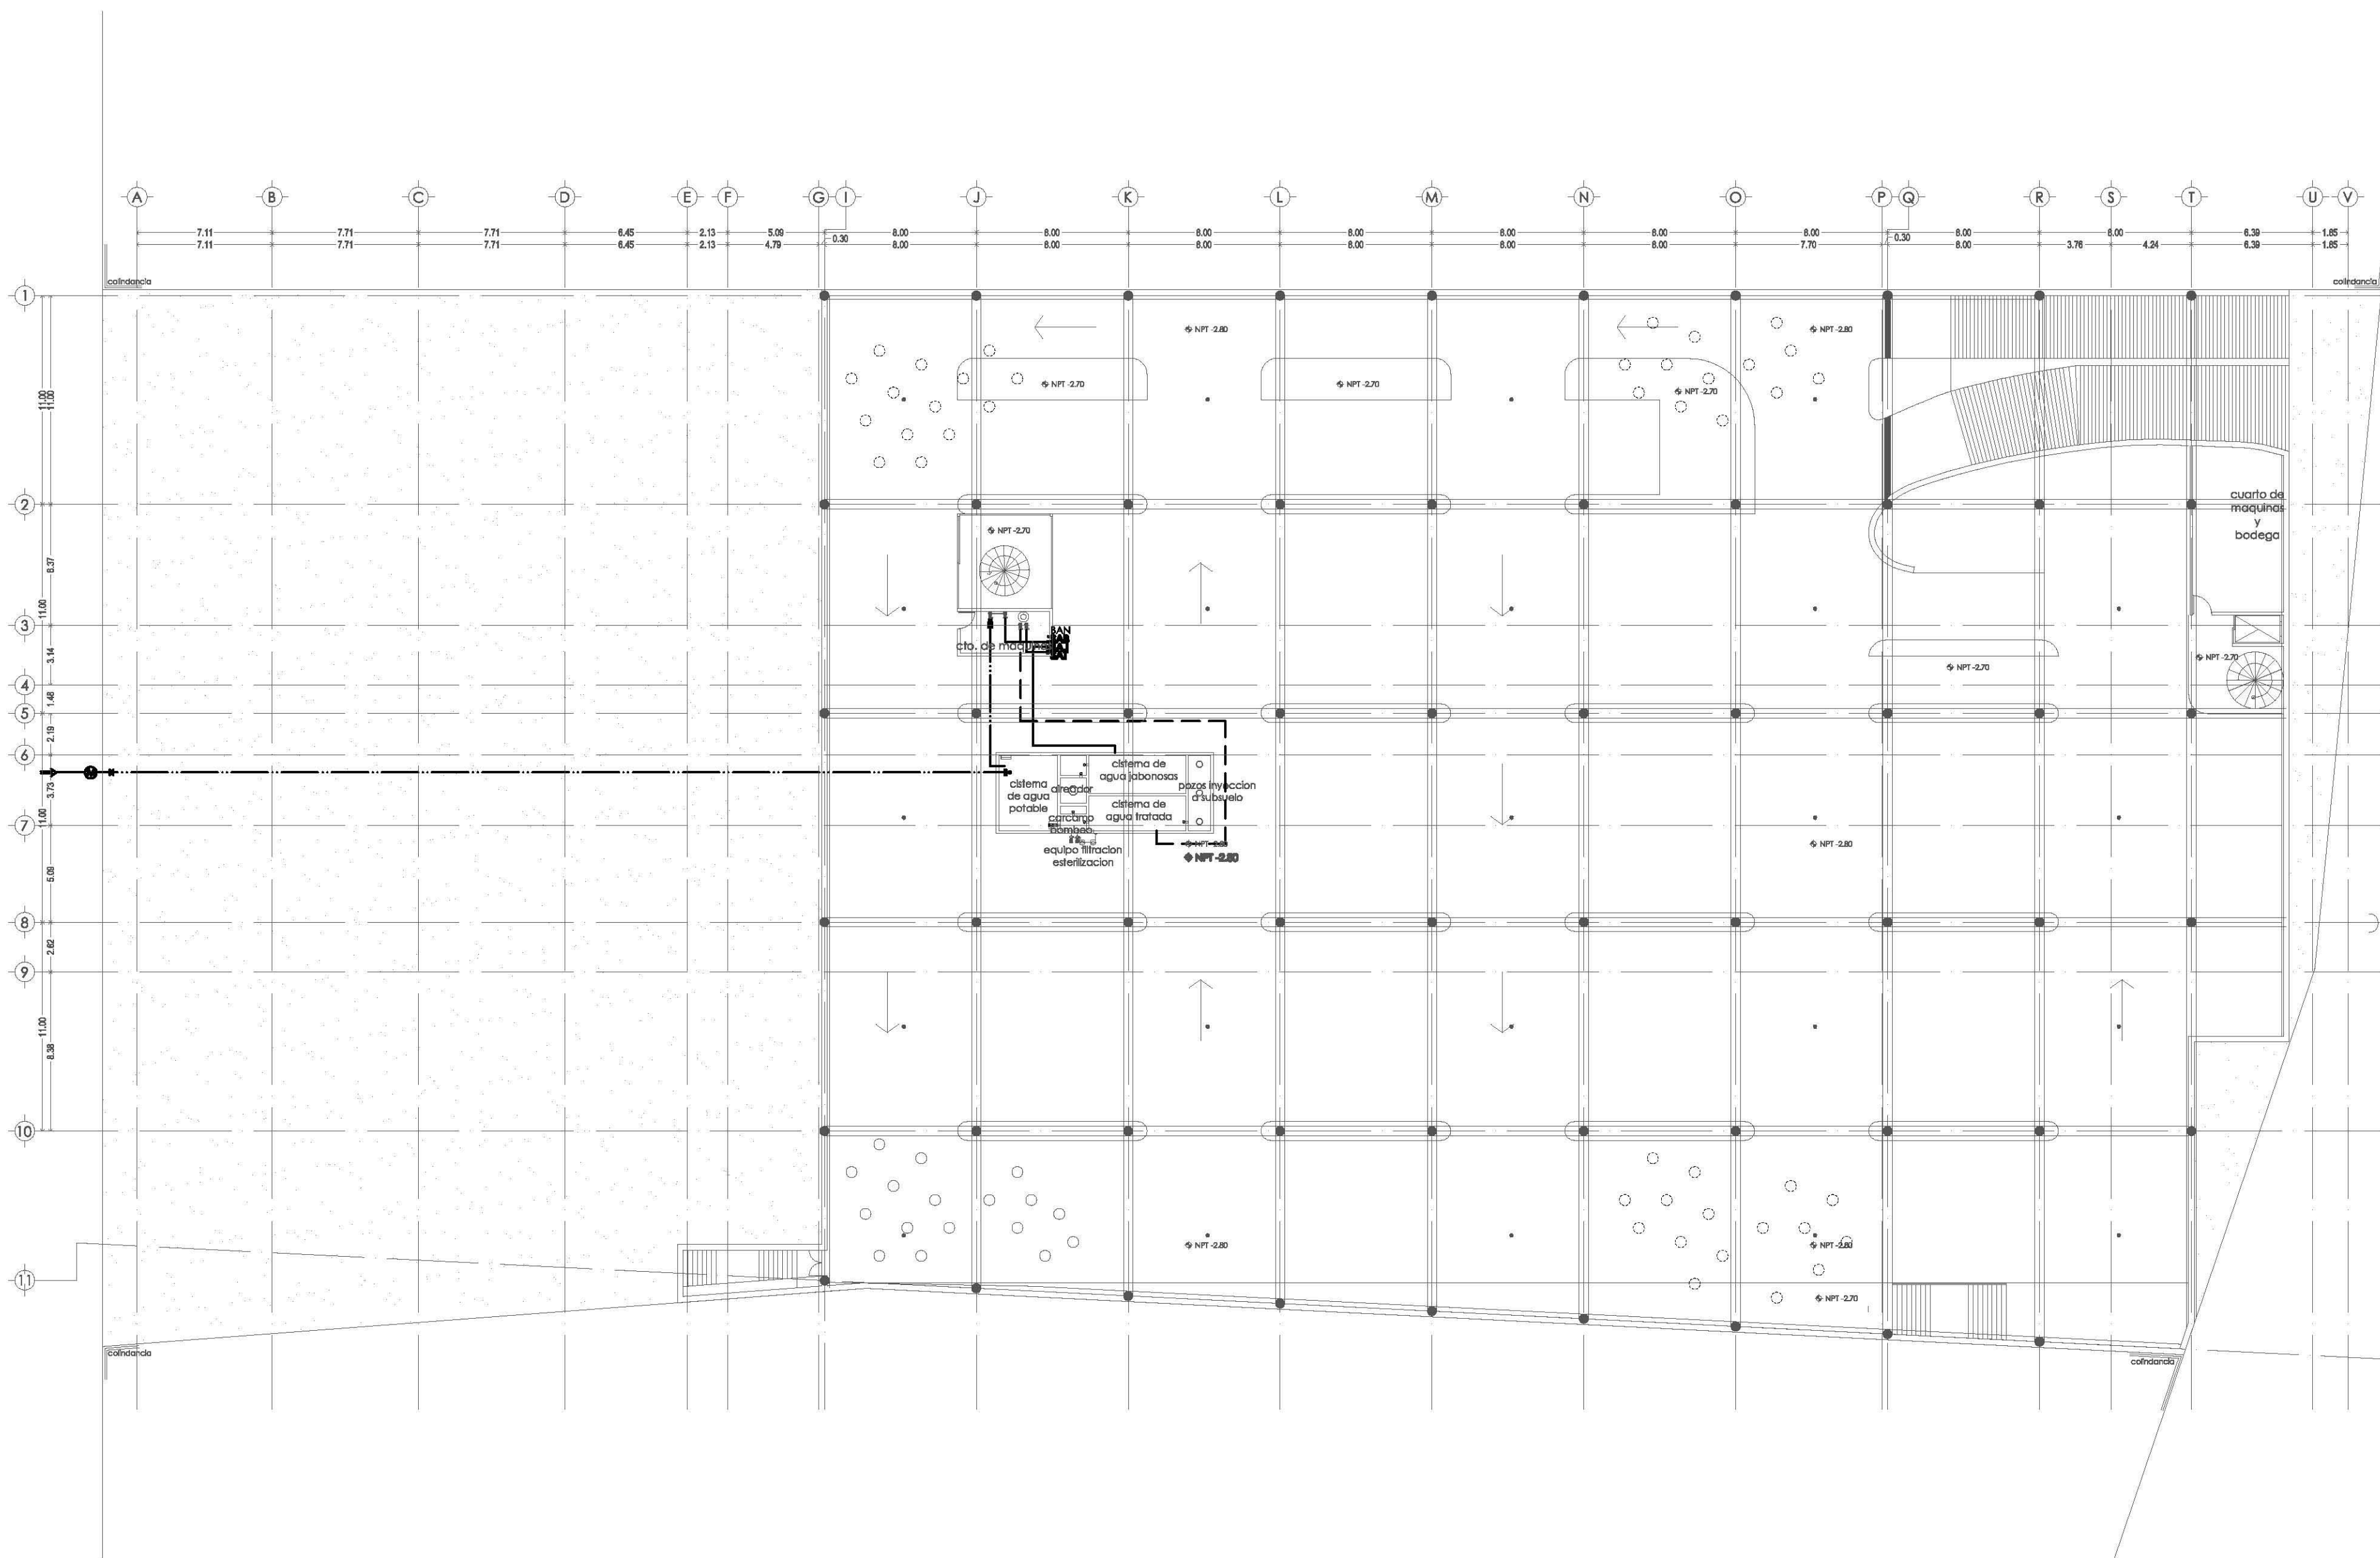 A B C D E F G I J K L M N O P Q R S T U V
7.11 7.71 7.71 6.45 2.13 5.09 8.00 8.00 8.00 8.00 8.00 8.00 8.00 8.00 8.00 6.39 1.85
0.30 0.30
7.11 7.71 7.71 6.45 2.13 4.79 8.00 8.00 8.00 8.00 8.00 8.00 7.70 8.00 3.76 4.24 6.39 1.85
colindancia
colindancia
1
NPT -2.80
NPT -2.80
NPT -2.70
NPT -2.70
NPT -2.70
11.00
11.00
2
cuarto de
maquinas
y
bodega
NPT -2.70
8.37
11.00
3
BAN
cto. de maquinas
3.14
NPT -2.70
NPT -2.70
4
1.48
5
2.19
6
3.73
11.00
cisterna
de agua
potable
aireador
cisterna de
agua jabonosas
cisterna de
agua tratada
pozos inyeccion
a subsuelo
7
carcamo
bombeo
equipo filtracion
esterilizacion
NPT -2.80
NPT -2.80
5.09
8
2.62
9
11.00
8.38
10
NPT -2.80
NPT -2.80
11
NPT -2.70
colindancia
colindancia